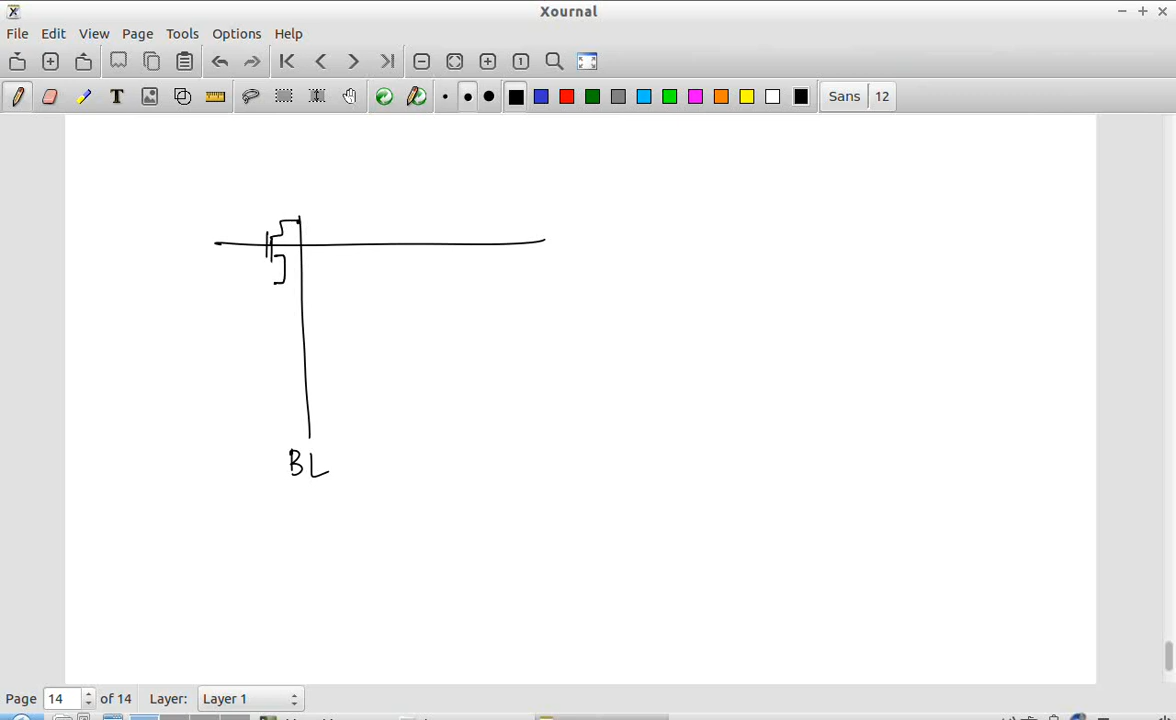 Xournal
File Edit View Page Tools Options Help
Sans 12
BL
Page 14 of 14 Layer: Layer 1